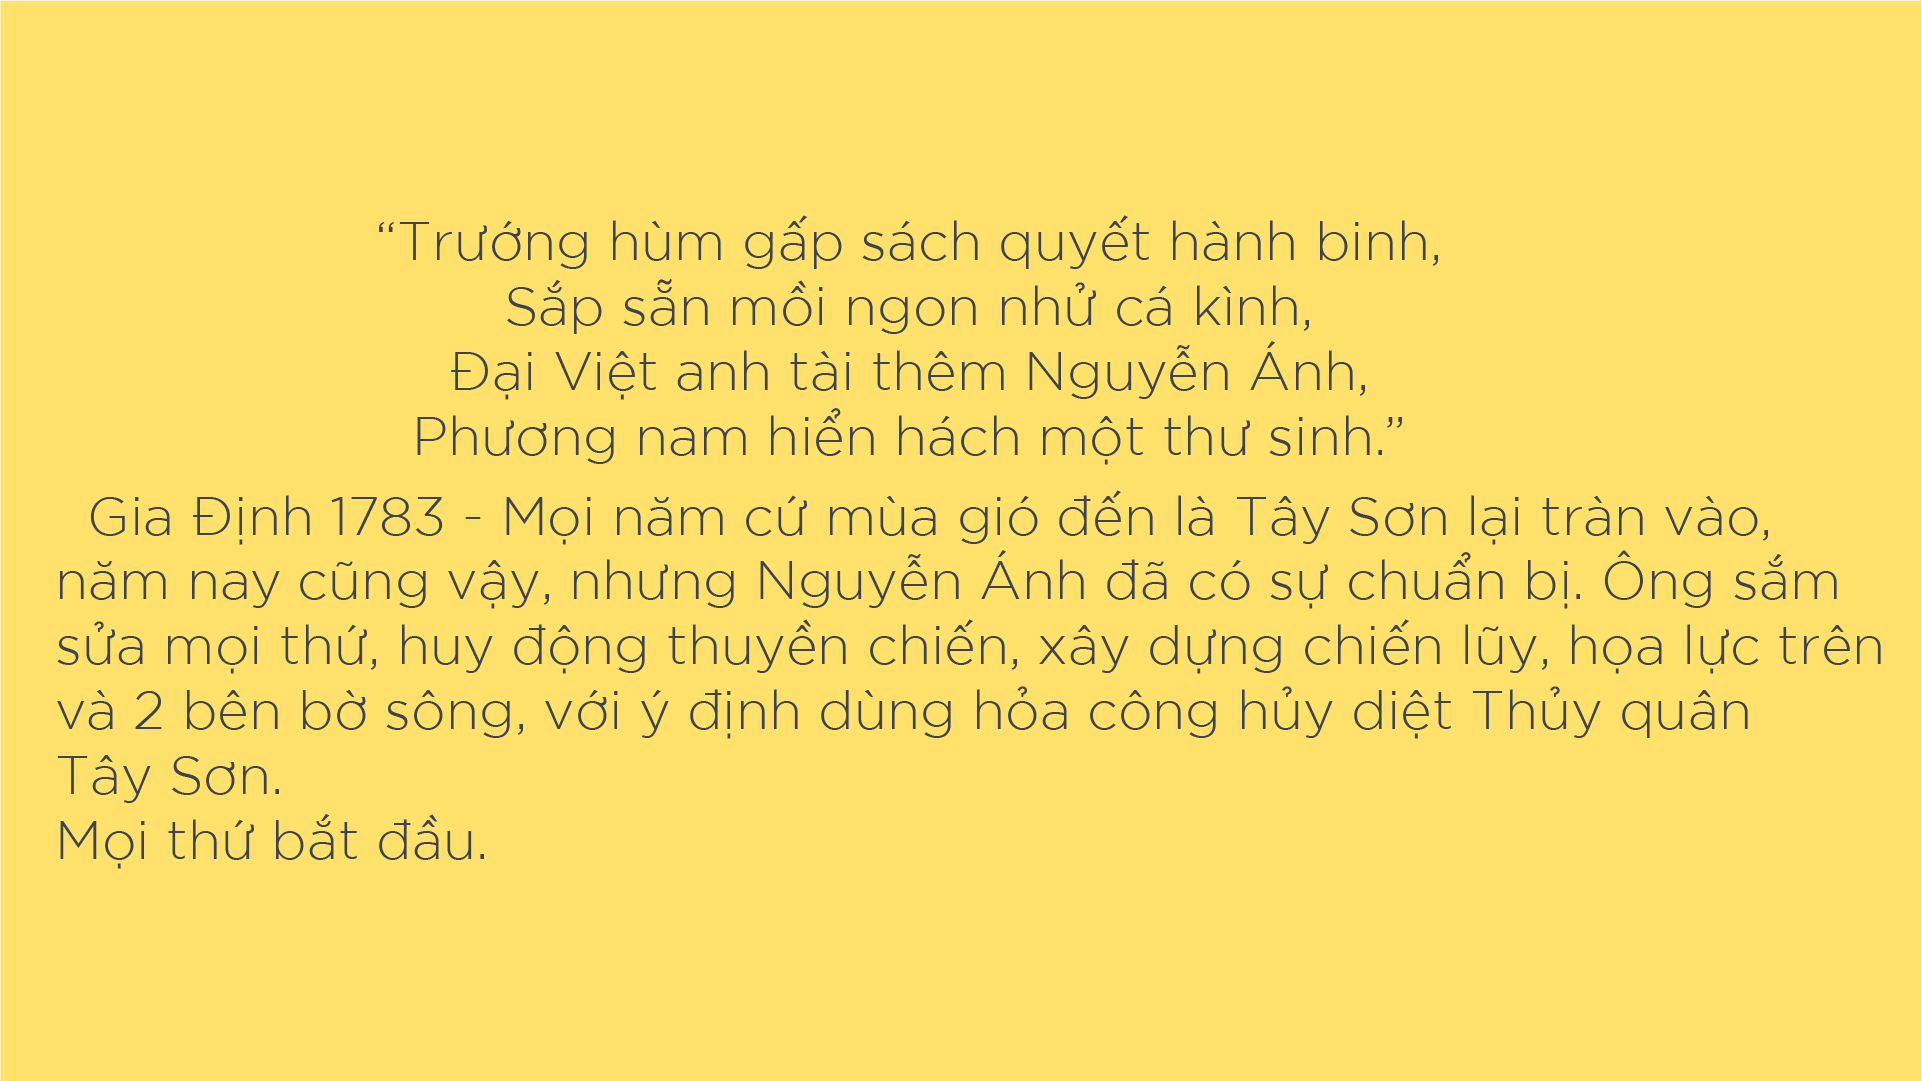 “Trướng hùm gấp sách quyết hành binh,
Sắp sẵn mồi ngon nhử cá kình,
Đại Việt anh tài thêm Nguyễn Ánh,
Phương nam hiển hách một thư sinh.”
Gia Định 1783 - Mọi năm cứ mùa gió đến là Tây Sơn lại tràn vào,
năm nay cũng vậy, nhưng Nguyễn Ánh đã có sự chuẩn bị. Ông sắm
sửa mọi thứ, huy động thuyền chiến, xây dựng chiến lũy, họa lực trên
và 2 bên bờ sông, với ý định dùng hỏa công hủy diệt Thủy quân
Tây Sơn.
Mọi thứ bắt đầu.